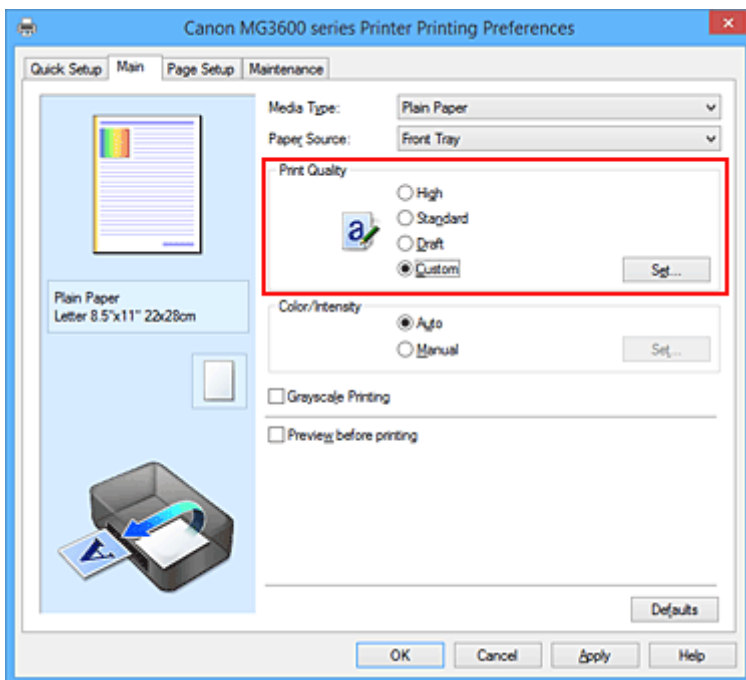 Canon MG3600 series Printer Printing Preferences
Quick Setup Main Page Setup Maintenance
Media Type: Plain Paper
Paper Source: Front Tray
Print Quality
High
Standard
Draft
Custom Set...
Plain Paper
Letter 8.5"x11" 22x28cm
Color/Intensity
Auto
Manual Set...
Grayscale Printing
Preview before printing
Defaults
OK Cancel Apply Help